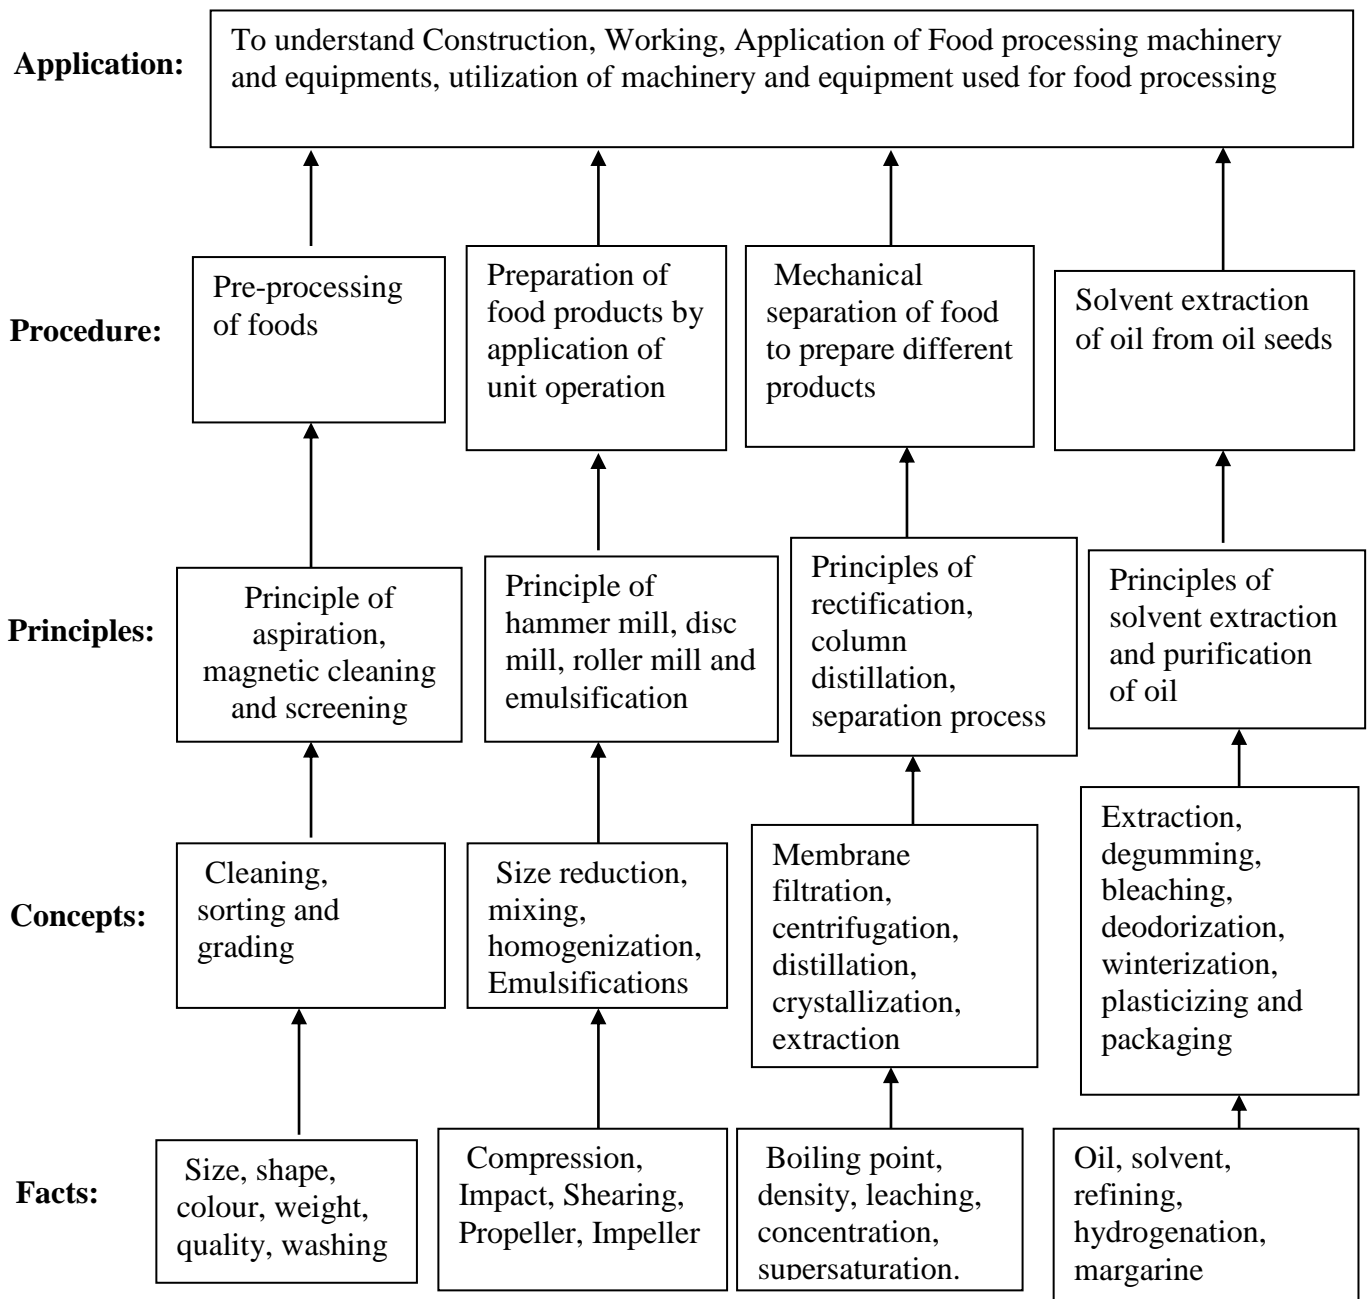 Application:
To understand Construction, Working, Application of Food processing machinery
and equipments, utilization of machinery and equipment used for food processing
Procedure:
Pre-processing
of foods
Preparation of
food products by
application of
unit operation
Mechanical
separation of food
to prepare different
products
Solvent extraction
of oil from oil seeds
Principles:
Principle of
aspiration,
magnetic cleaning
and screening
Principle of
hammer mill, disc
mill, roller mill and
emulsification
Principles of
rectification,
column
distillation,
separation process
Principles of
solvent extraction
and purification
of oil
Concepts:
Cleaning,
sorting and
grading
Size reduction,
mixing,
homogenization,
Emulsifications
Membrane
filtration,
centrifugation,
distillation,
crystallization,
extraction
Extraction,
degumming,
bleaching,
deodorization,
winterization,
plasticizing and
packaging
Facts:
Size, shape,
colour, weight,
quality, washing
Compression,
Impact, Shearing,
Propeller, Impeller
Boiling point,
density, leaching,
concentration,
supersaturation.
Oil, solvent,
refining,
hydrogenation,
margarine